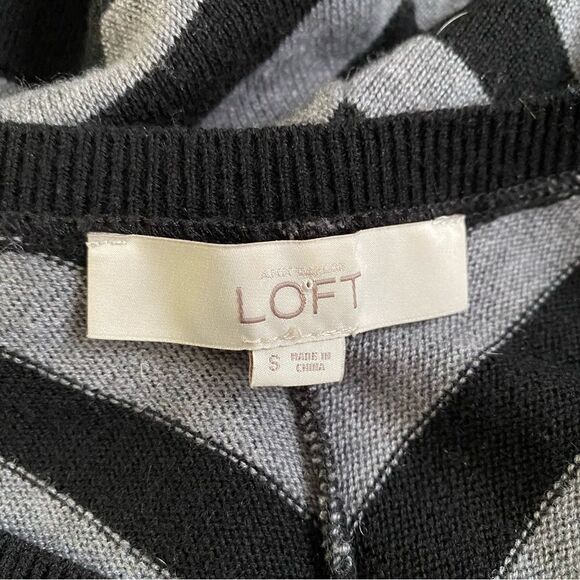 ANN TAYLOR
LOFT
S MADE IN
CHINA